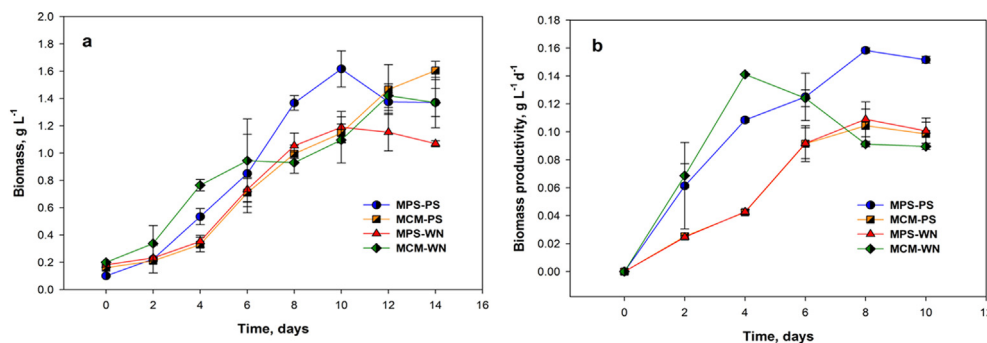 a
2.0
1.8
1.6
1.4
1.2
1.0
0.8
0.6
0.4
0.2
0.0
Biomass, g L-1
0 2 4 6 8 10 12 14 16
Time, days
MPS-PS
MCM-PS
MPS-WN
MCM-WN
b
0.18
0.16
0.14
0.12
0.10
0.08
0.06
0.04
0.02
0.00
Biomass productivity, g L-1 d-1
0 2 4 6 8 10 12
Time, days
MPS-PS
MCM-PS
MPS-WN
MCM-WN